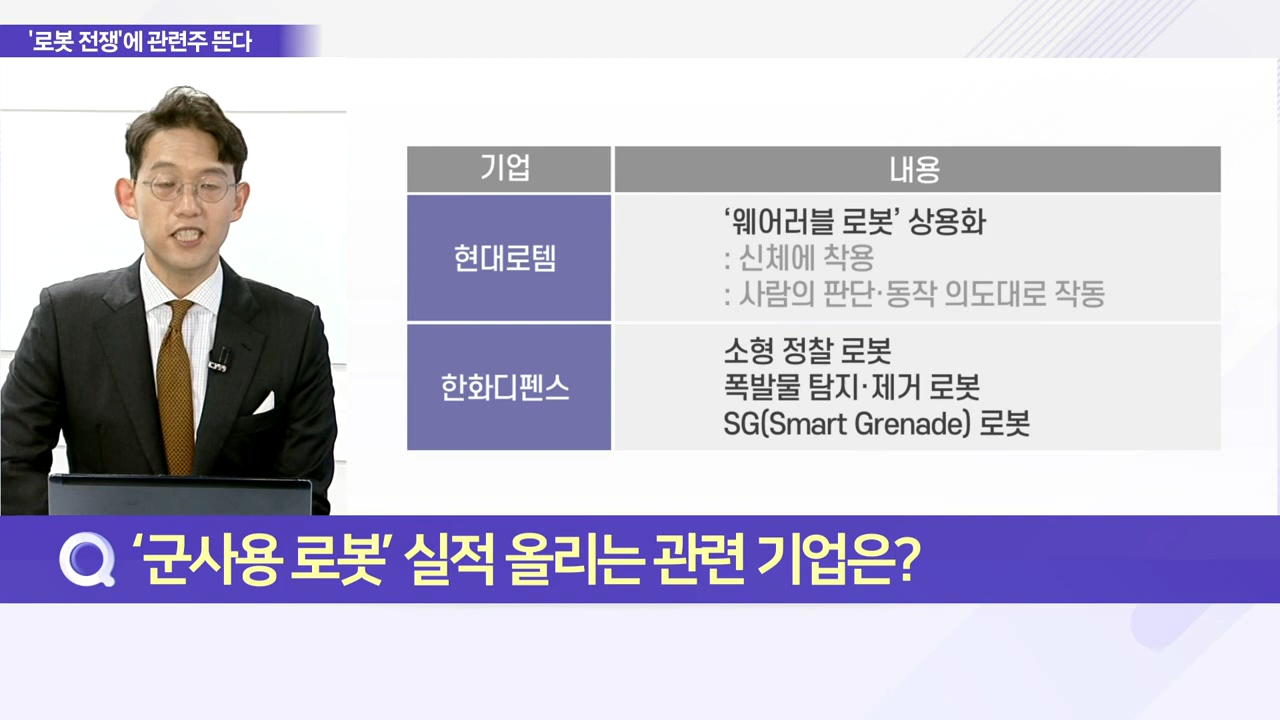 '로봇 전쟁'에 관련주 뜬다
기업
내용
현대로템
‘웨어러블 로봇’ 상용화
: 신체에 착용
: 사람의 판단·동작 의도대로 작동
한화디펜스
소형 정찰 로봇
폭발물 탐지·제거 로봇
SG(Smart Grenade) 로봇
‘군사용 로봇’ 실적 올리는 관련 기업은?